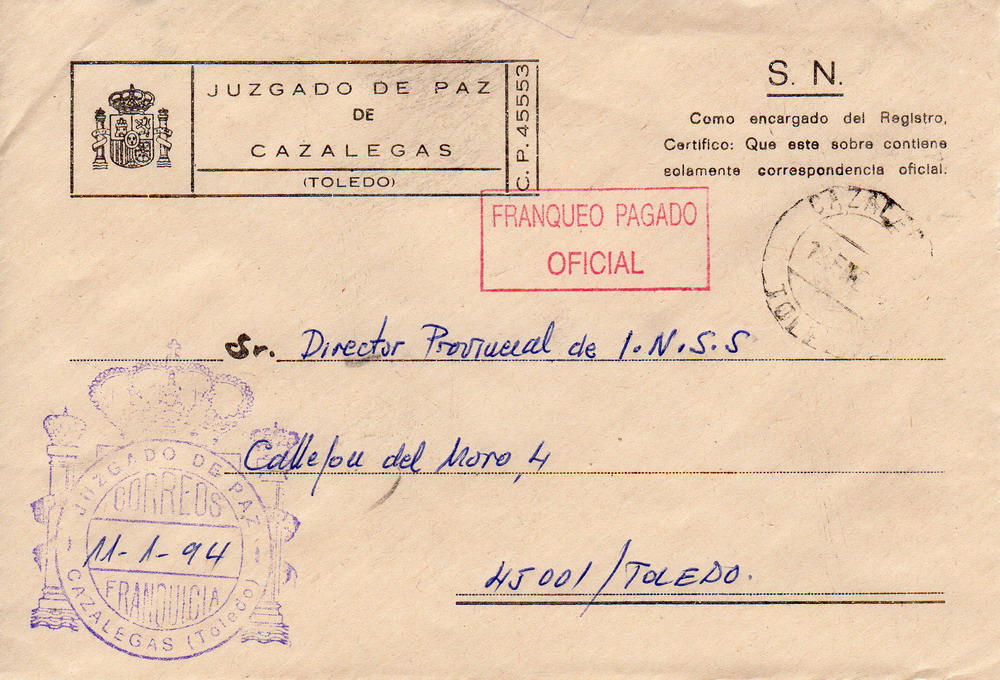 JUZGADO DE PAZ
DE
CAZALEGAS
(TOLEDO)
C. P. 45553
S. N.
Como encargado del Registro,
Certifico: Que este sobre contiene
solamente correspondencia oficial.
FRANQUEO PAGADO
OFICIAL
Sr. Director Provincial de I.N.S.S
Callejon del Moro, 4
45001/TOLEDO.
JUZGADO DE PAZ
CORREOS
11-1-94
FRANQUICIA
CAZALEGAS (Toledo)